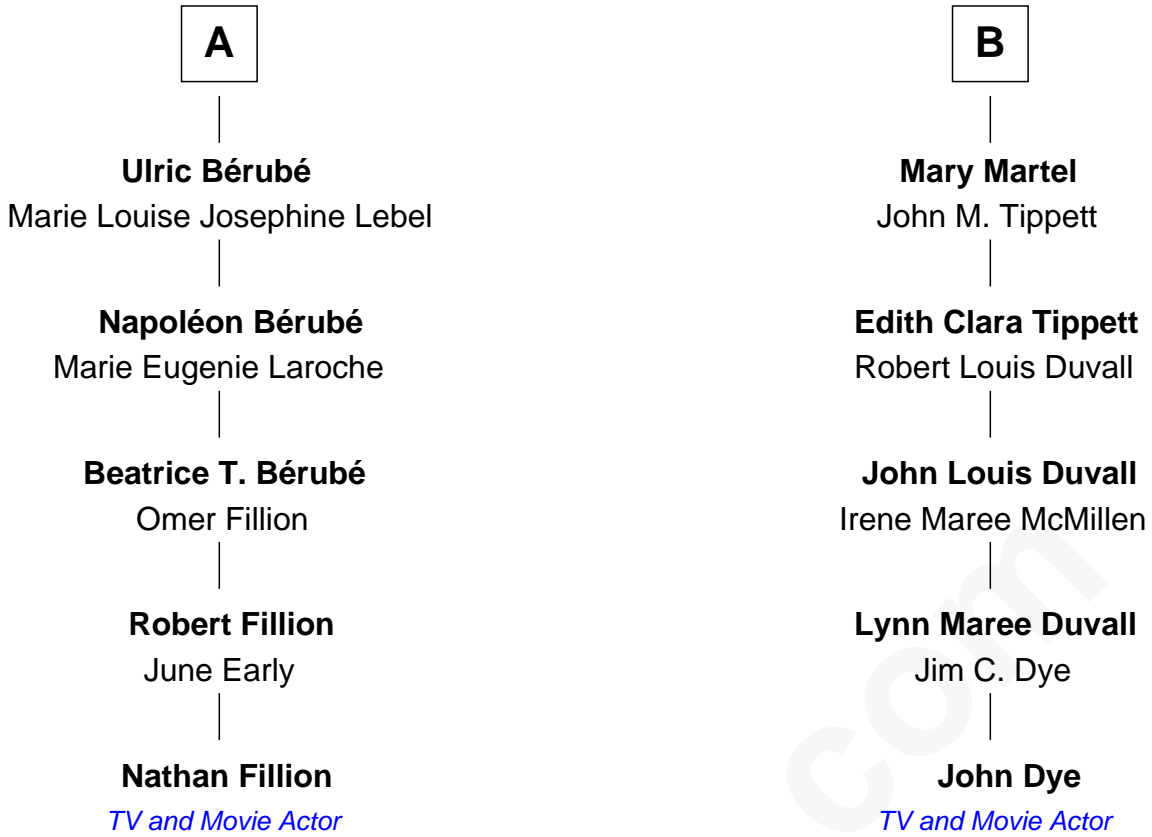 A
Ulric Bérubé
Marie Louise Josephine Lebel
Napoléon Bérubé
Marie Eugenie Laroche
Beatrice T. Bérubé
Omer Fillion
Robert Fillion
June Early
Nathan Fillion
TV and Movie Actor
B
Mary Martel
John M. Tippett
Edith Clara Tippett
Robert Louis Duvall
John Louis Duvall
Irene Maree McMillen
Lynn Maree Duvall
Jim C. Dye
John Dye
TV and Movie Actor
com